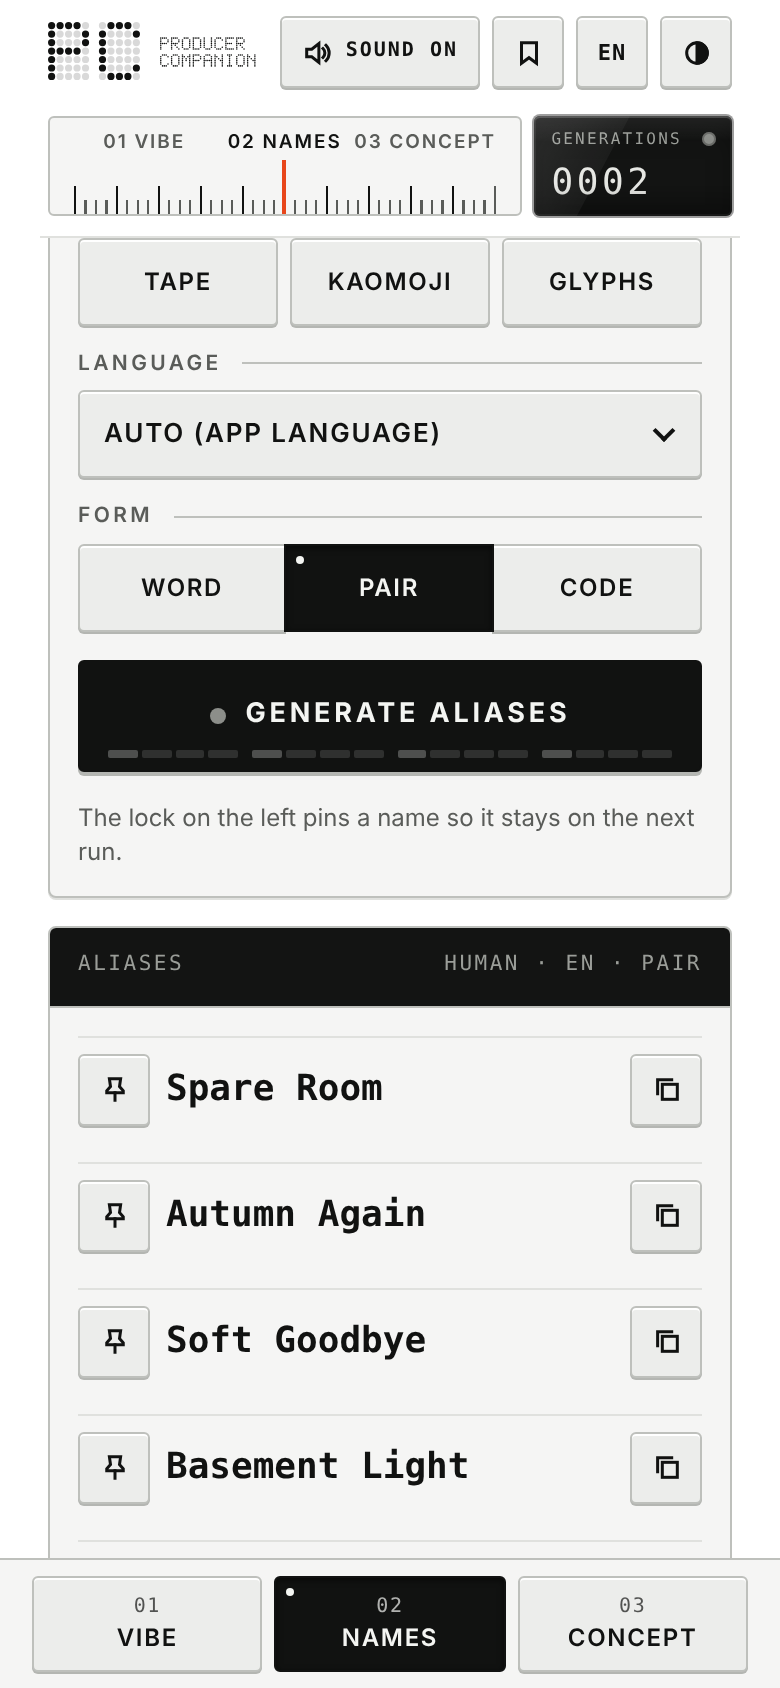 PC PRODUCER COMPANION
SOUND ON
EN
01 VIBE 02 NAMES 03 CONCEPT
GENERATIONS
0002
TAPE KAOMOJI GLYPHS
LANGUAGE
AUTO (APP LANGUAGE)
FORM
WORD PAIR CODE
GENERATE ALIASES
The lock on the left pins a name so it stays on the next
run.
ALIASES HUMAN · EN · PAIR
Spare Room
Autumn Again
Soft Goodbye
Basement Light
01 02 03
VIBE NAMES CONCEPT